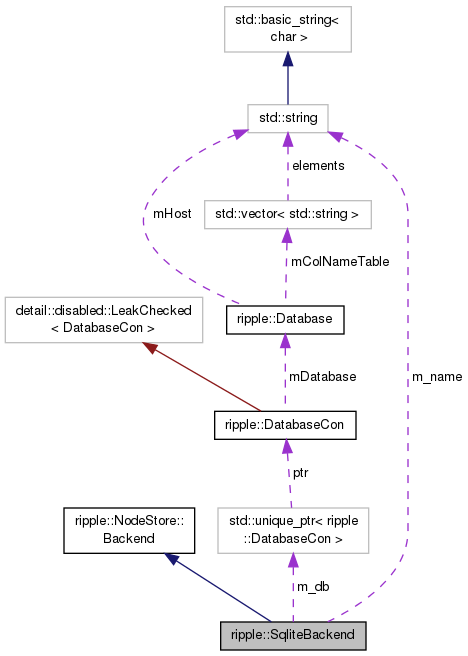 std::basic_string<
char >
std::string
elements
mHost
std::vector< std::string >
mColNameTable
detail::disabled::LeakChecked
< DatabaseCon >
ripple::Database
mDatabase
m_name
ripple::DatabaseCon
ptr
ripple::NodeStore::
Backend
std::unique_ptr< ripple
::DatabaseCon >
m_db
ripple::SqliteBackend